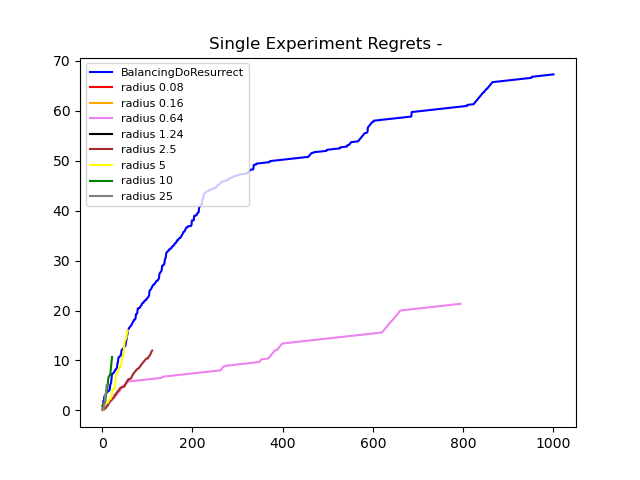 Single Experiment Regrets -
70
60
50
40
30
20
10
0
BalancingDoResurrect
radius 0.08
radius 0.16
radius 0.64
radius 1.24
radius 2.5
radius 5
radius 10
radius 25
0 200 400 600 800 1000